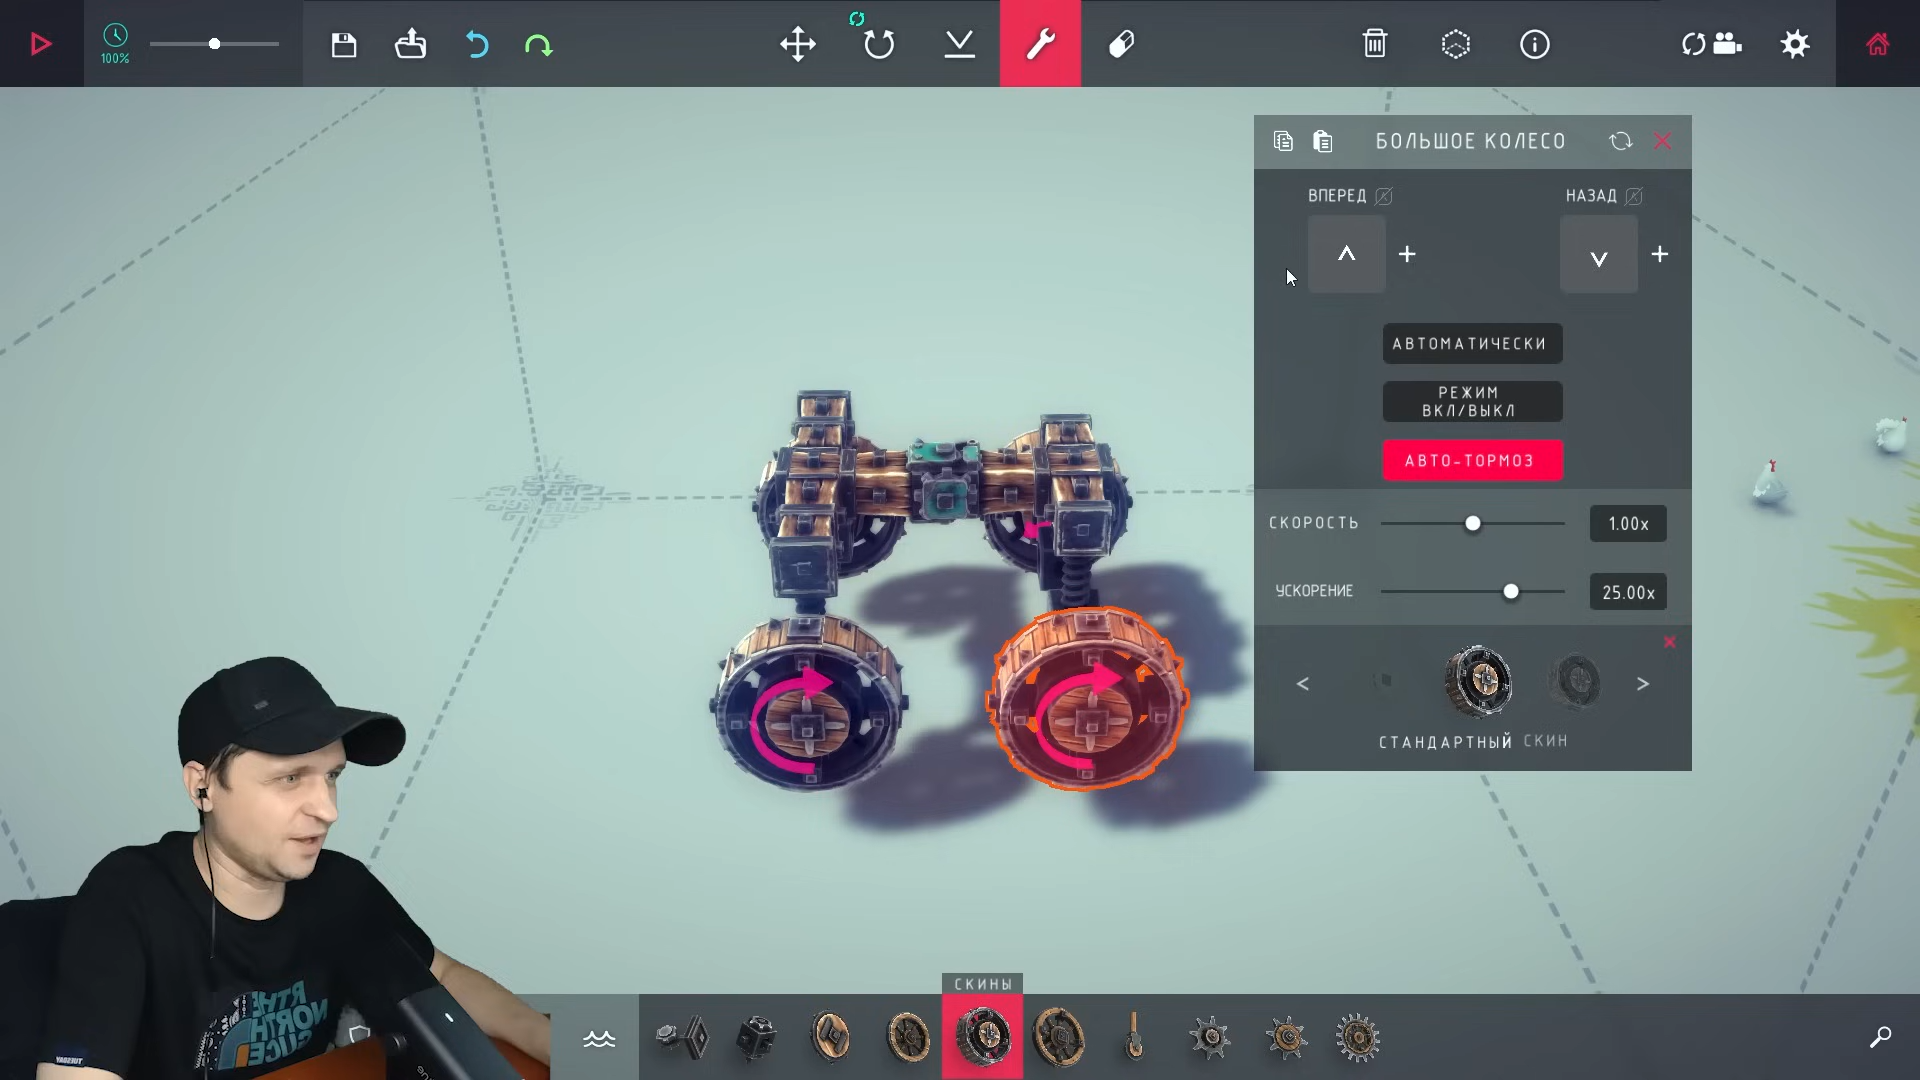 100%
БОЛЬШОЕ КОЛЕСО
ВПЕРЕД
НАЗАД
АВТОМАТИЧЕСКИ
РЕЖИМ
ВКЛ/ВЫКЛ
АВТО-ТОРМОЗ
СКОРОСТЬ
1.00x
УСКОРЕНИЕ
25.00x
< >
СТАНДАРТНЫЙ СКИН
СКИНЫ